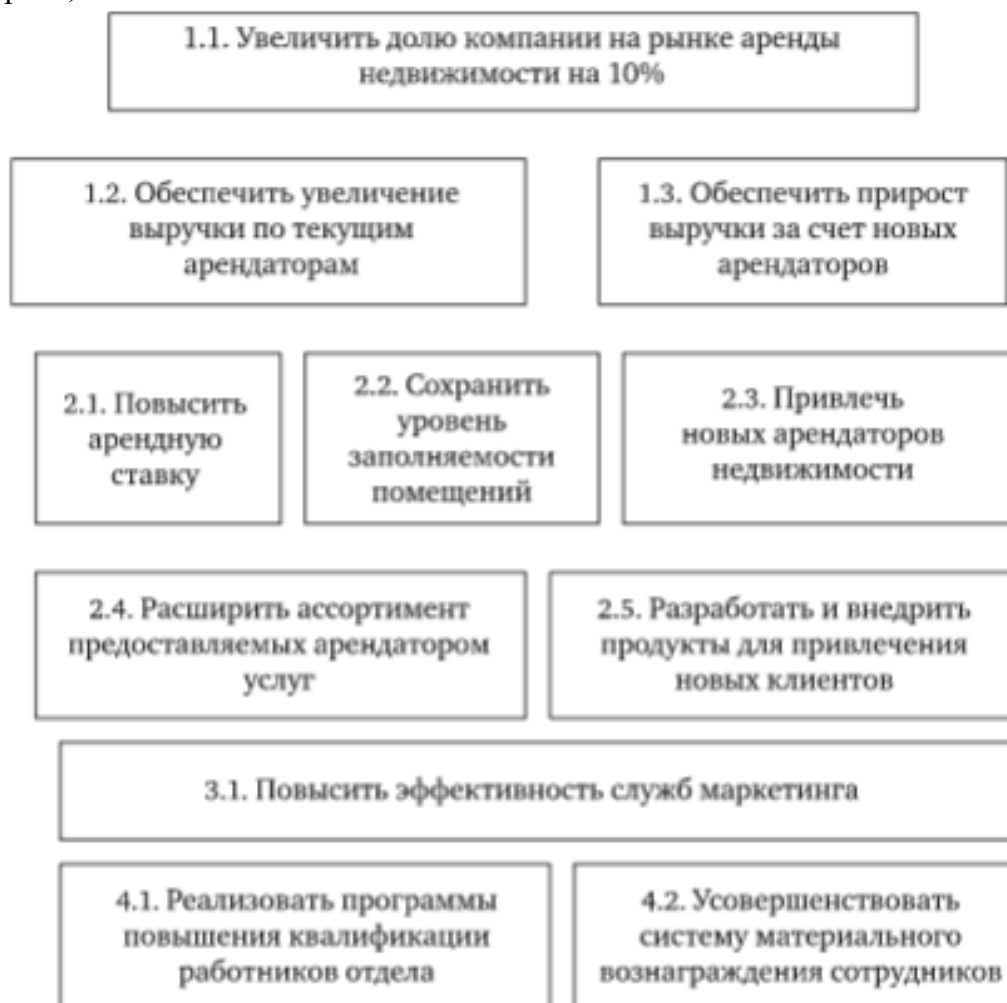 1.1. Увеличить долю компании на рынке аренды
недвижимости на 10%
1.2. Обеспечить увеличение
выручки по текущим
арендаторам
1.3. Обеспечить прирост
выручки за счет новых
арендаторов
2.1. Повысить
арендную
ставку
2.2. Сохранить
уровень
заполняемости
помещений
2.3. Привлечь
новых арендаторов
недвижимости
2.4. Расширить ассортимент
предоставляемых арендатором
услуг
2.5. Разработать и внедрить
продукты для привлечения
новых клиентов
3.1. Повысить эффективность служб маркетинга
4.1. Реализовать программы
повышения квалификации
работников отдела
4.2. Усовершенствовать
систему материального
вознаграждения сотрудников